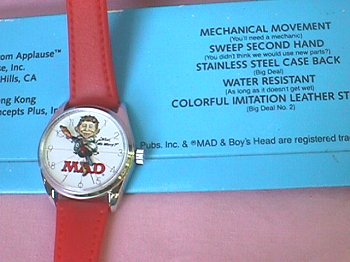 MECHANICAL MOVEMENT
(You'll need a mechanic)
SWEEP SECOND HAND
(You didn't think we would use new parts?)
STAINLESS STEEL CASE BACK
(Big Deal)
WATER RESISTANT
(As long as it doesn't get wet)
COLORFUL IMITATION LEATHER ST
(Big Deal No. 2)
om Applause™
se, Inc.
Hills, CA
ong Kong
cepts Plus, In
Pubs. Inc. & ®MAD & Boy's Head are registered tra
MAD